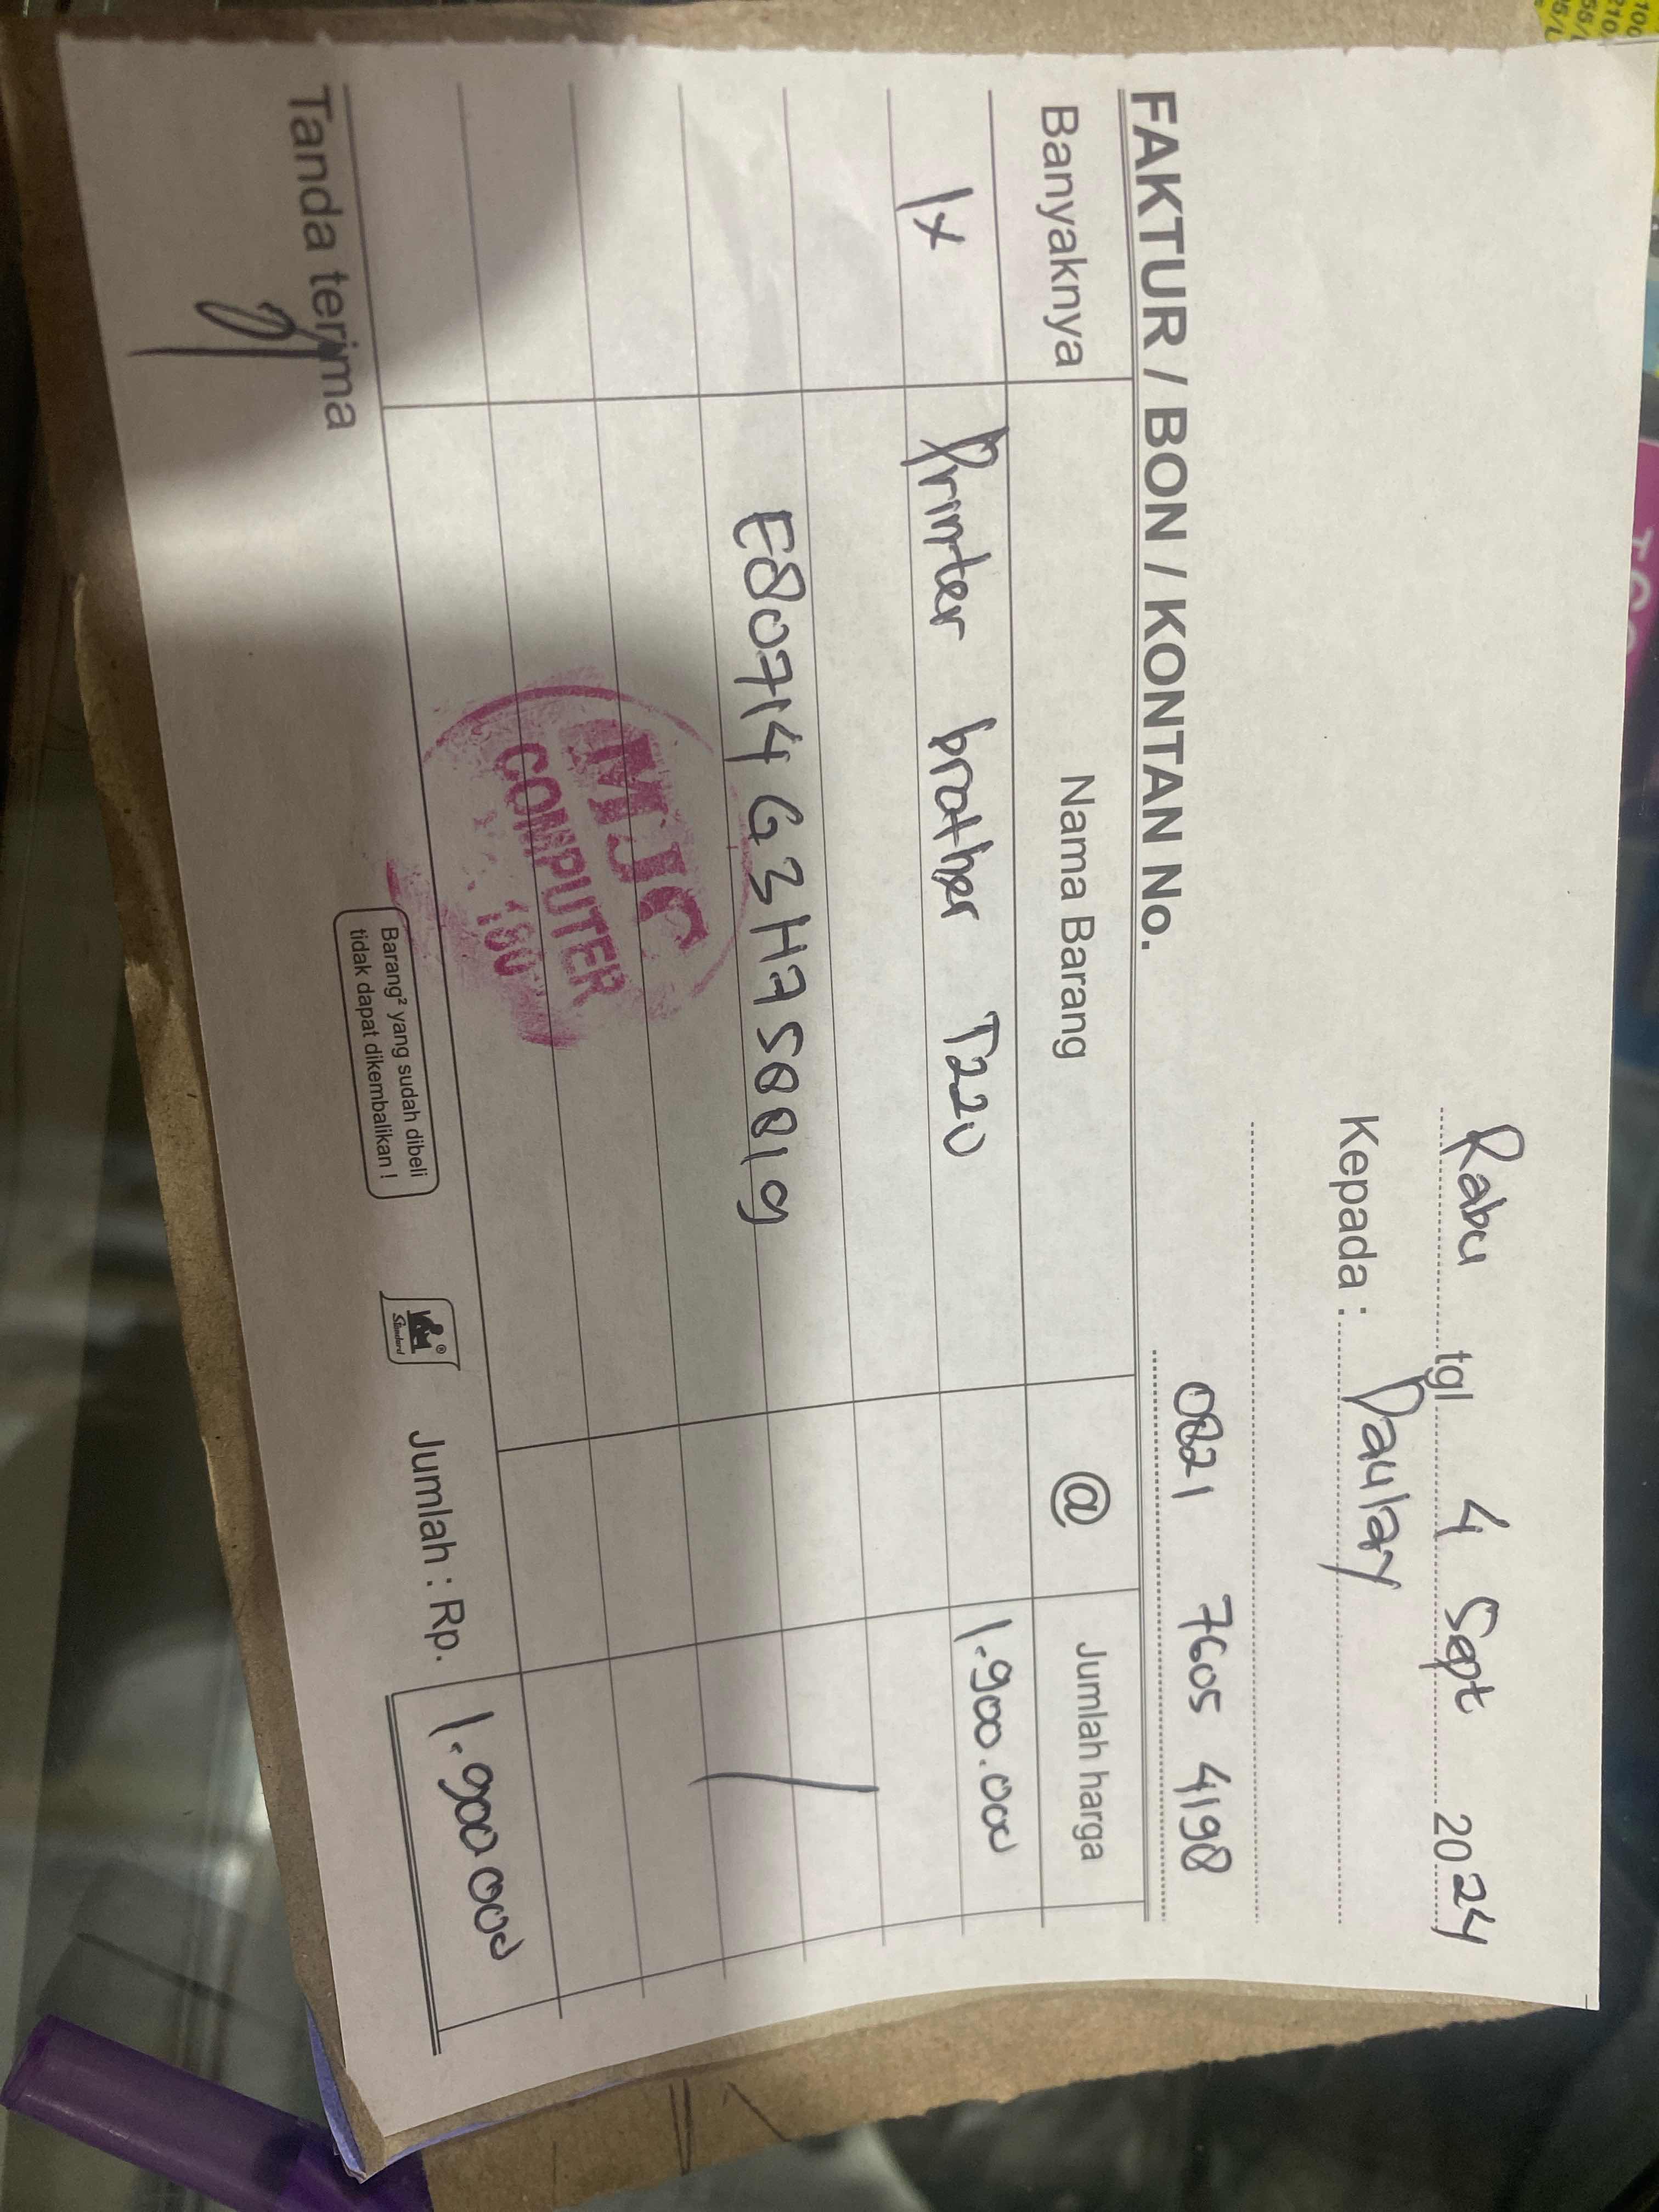 Rabu tgl 4 Sept 2024
Kepada : Daulay
0821 7605 4198
FAKTUR / BON / KONTAN No.
Banyaknya Nama Barang @ Jumlah harga
1x Printer brother T220 1.900.000
E80714G3H758819
MJC
COMPUTER
Tanda terima
Barang² yang sudah dibeli
tidak dapat dikembalikan !
Standard
Jumlah : Rp. 1.900.000